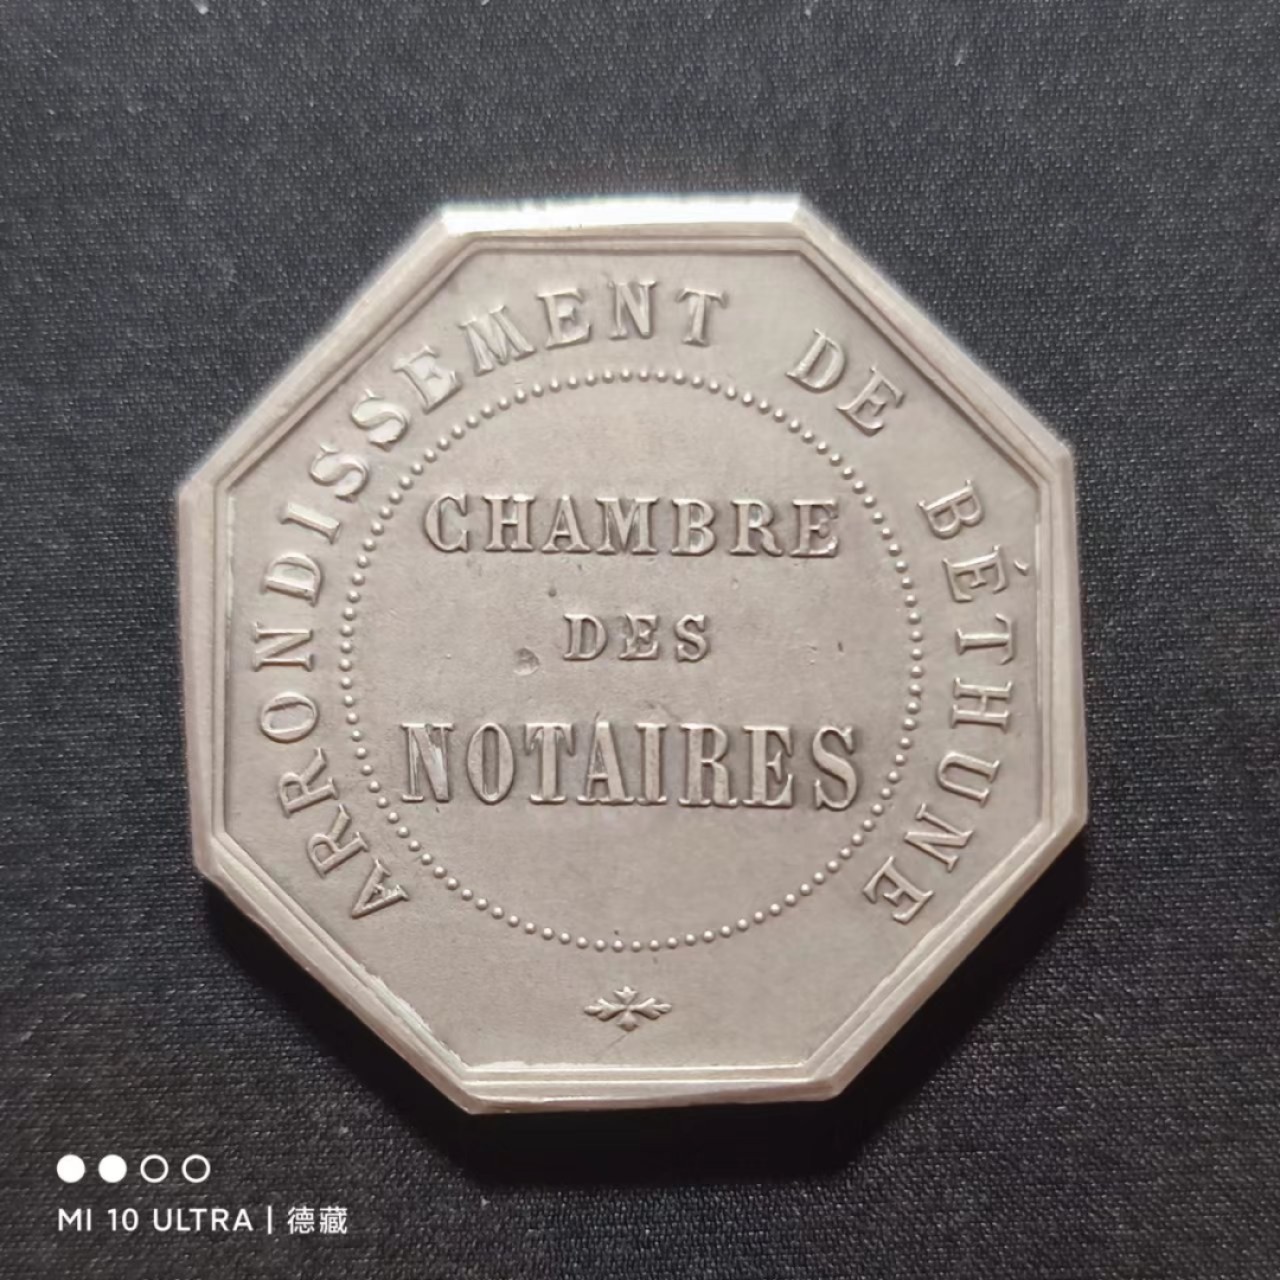 ARRONDISSEMENT DE BÉTHUNE
CHAMBRE
DES
NOTAIRES
MI 10 ULTRA | 德藏